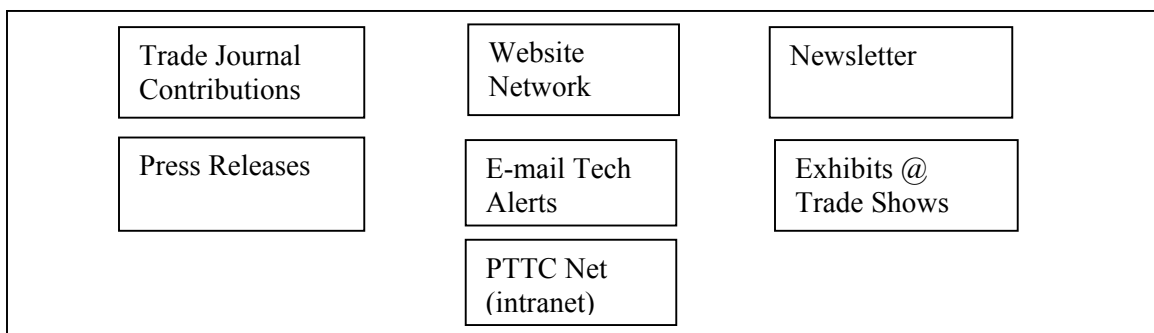 Trade Journal
Contributions
Website
Network
Newsletter
Press Releases
E-mail Tech
Alerts
Exhibits @
Trade Shows
PTTC Net
(intranet)